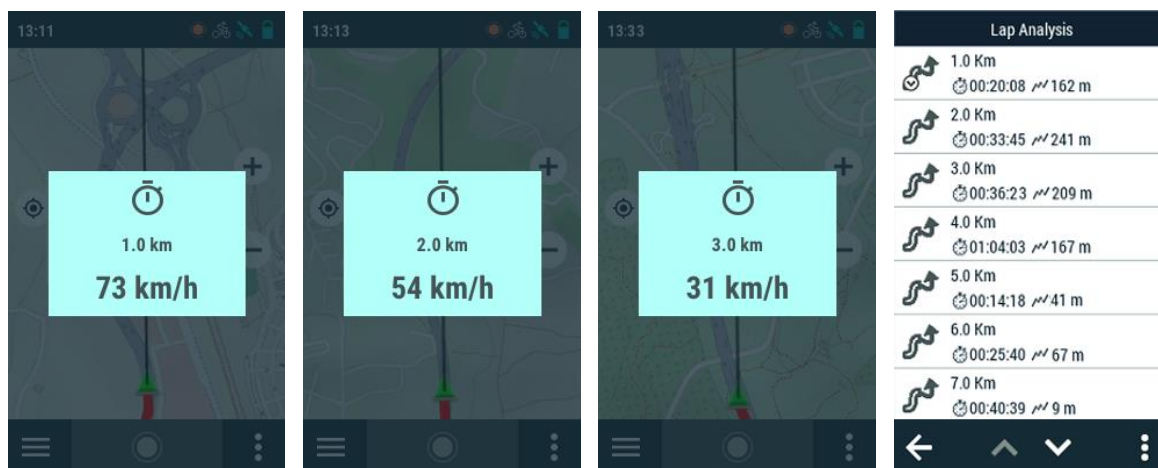 13:11
1.0 km
73 km/h
13:13
2.0 km
54 km/h
13:33
3.0 km
31 km/h
Lap Analysis
1.0 Km
00:20:08 162 m
2.0 Km
00:33:45 241 m
3.0 Km
00:36:23 209 m
4.0 Km
01:04:03 167 m
5.0 Km
00:14:18 41 m
6.0 Km
00:25:40 67 m
7.0 Km
00:40:39 9 m